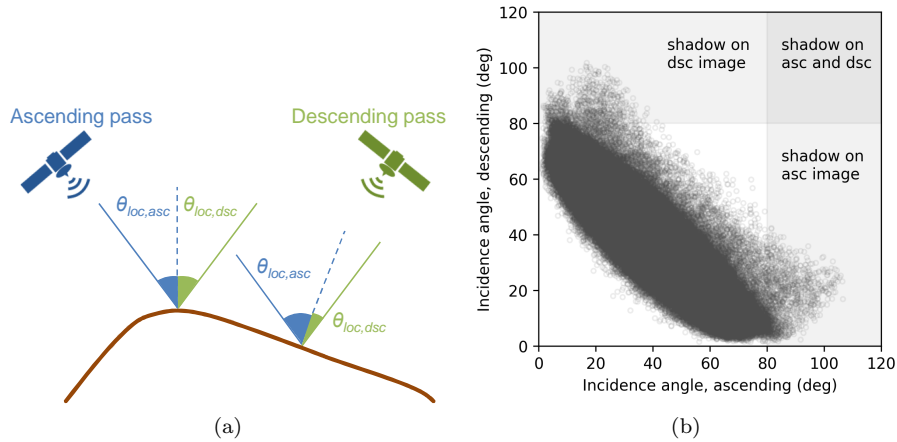 Ascending pass
Descending pass
θloc,asc
θloc,dsc
θloc,asc
θloc,dsc
(a)
120
100
80
60
40
20
0
Incidence angle, descending (deg)
shadow on
dsc image
shadow on
asc and dsc
shadow on
asc image
0 20 40 60 80 100 120
Incidence angle, ascending (deg)
(b)